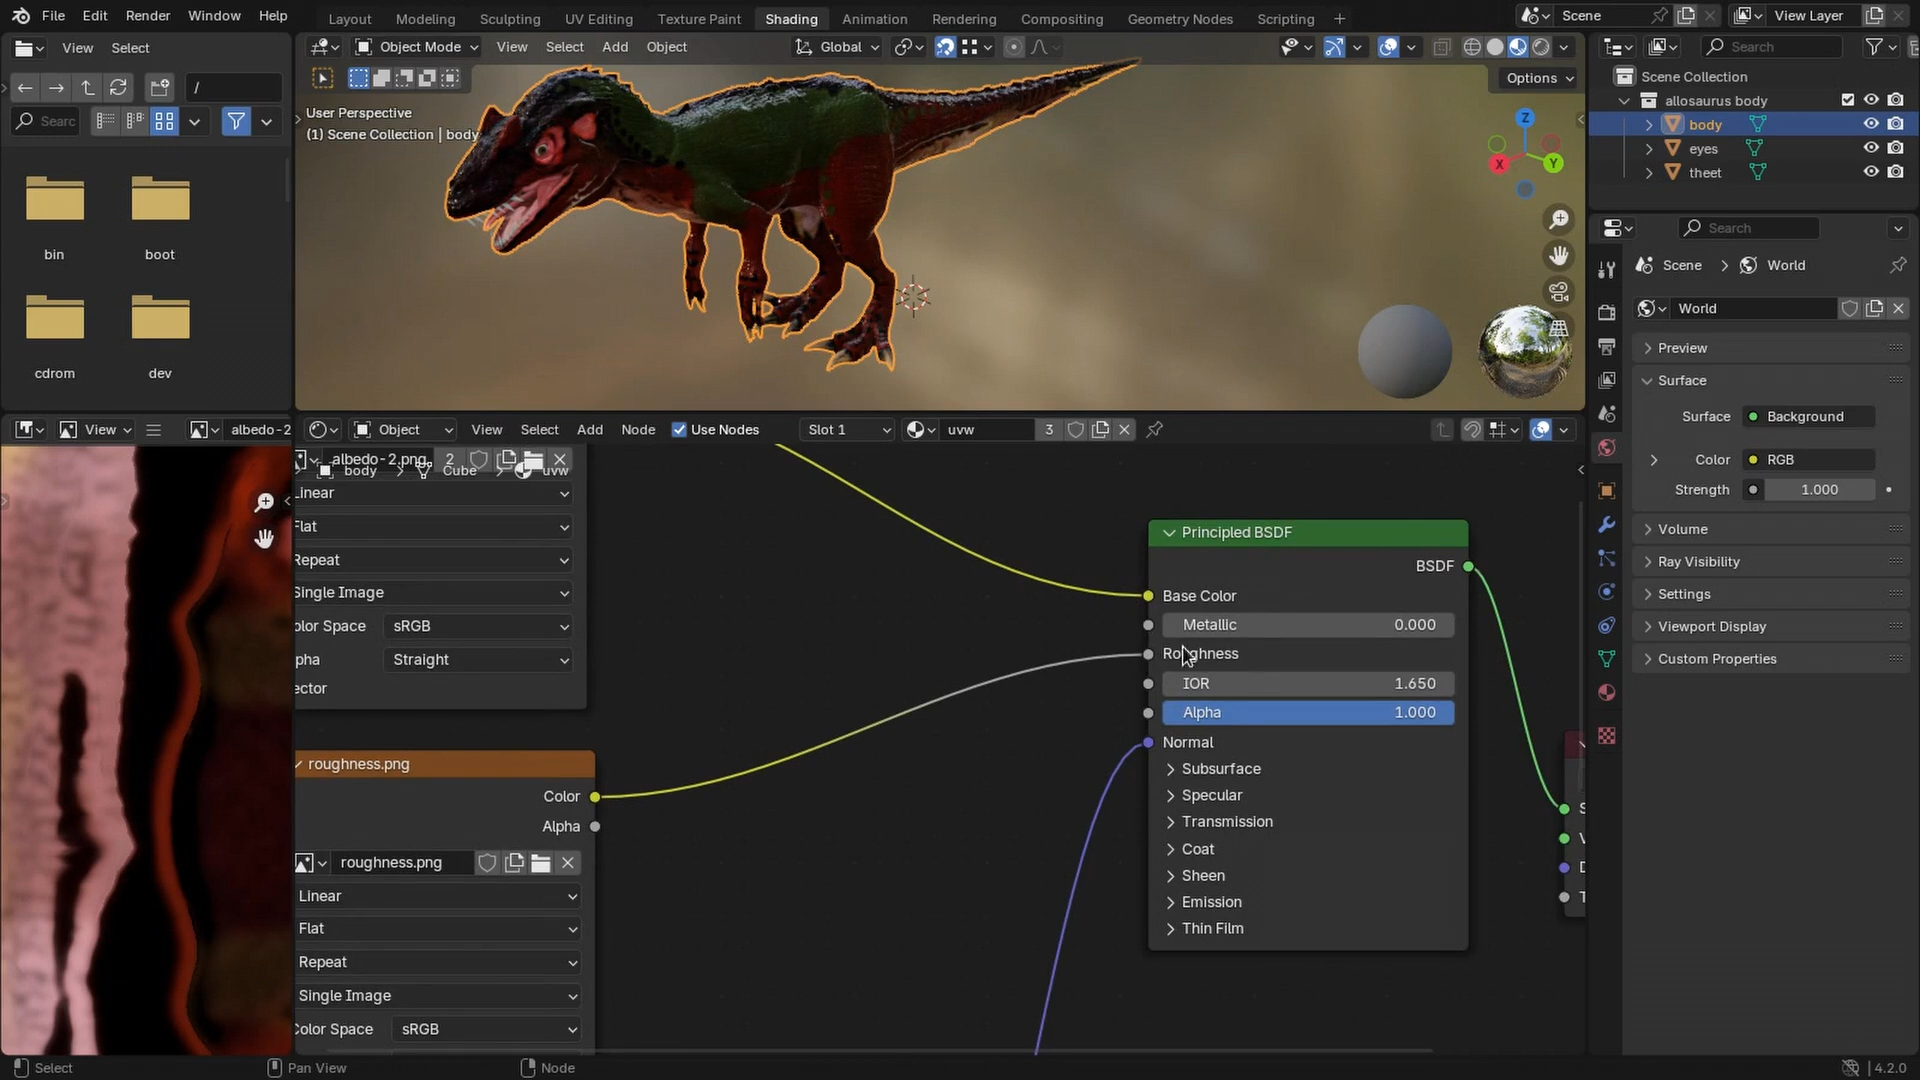 File Edit Render Window Help Layout Modeling Sculpting UV Editing Texture Paint Shading Animation Rendering Compositing Geometry Nodes Scripting Scene View Layer
View Select
Object Mode View Select Add Object Global
Search
/
Options
Scene Collection
allosaurus body
body
eyes
theet
User Perspective
(1) Scene Collection | body
Z
X
Y
bin
boot
cdrom
dev
Search
Scene World
World
Preview
Surface
Surface Background
Color RGB
Strength 1.000
Volume
Ray Visibility
Settings
Viewport Display
Custom Properties
View albedo-2
Object View Select Add Node Use Nodes Slot 1 uvw 3
albedo-2.png 2
body Cube uvw
Linear
Flat
Repeat
Single Image
olor Space sRGB
pha Straight
ector
roughness.png
Color
Alpha
roughness.png
Linear
Flat
Repeat
Single Image
Color Space sRGB
Principled BSDF
BSDF
Base Color
Metallic 0.000
Roughness
IOR 1.650
Alpha 1.000
Normal
Subsurface
Specular
Transmission
Coat
Sheen
Emission
Thin Film
Select Pan View Node 4.2.0